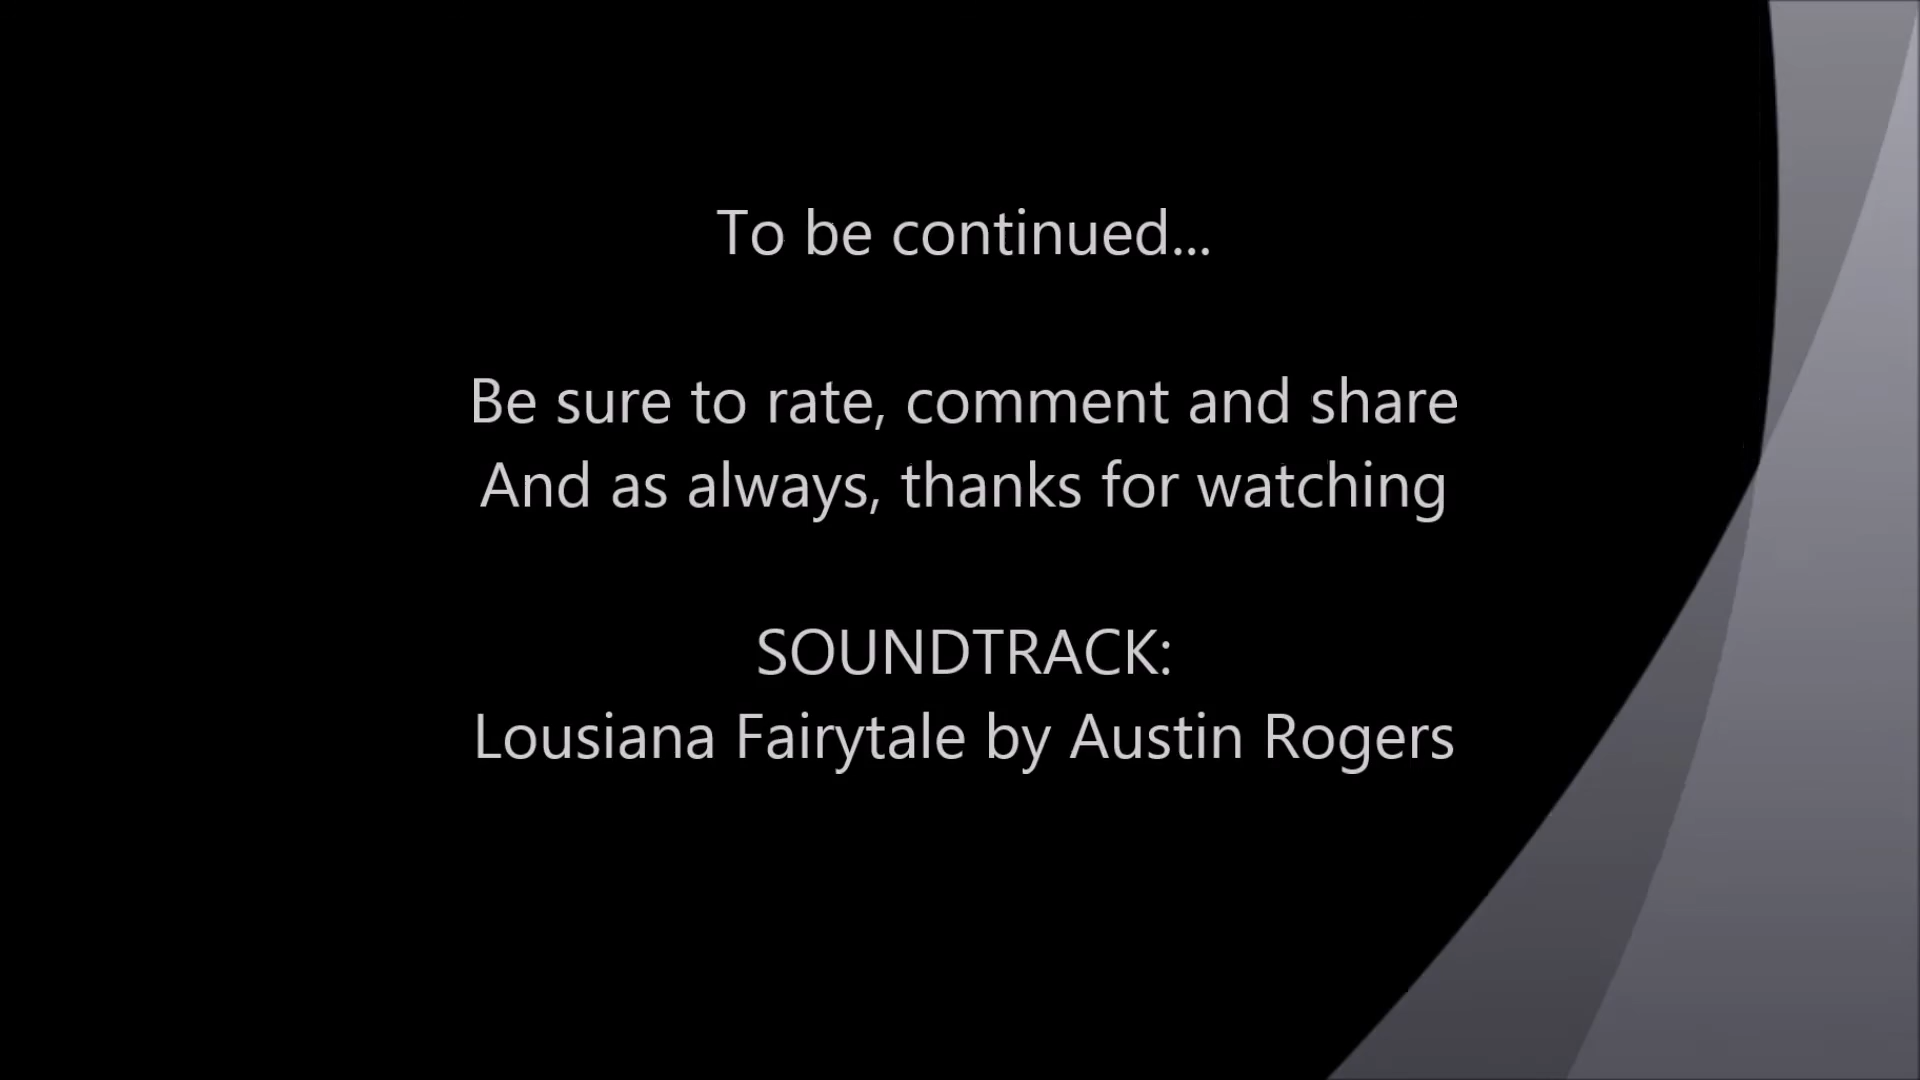 To be continued...
Be sure to rate, comment and share
And as always, thanks for watching
SOUNDTRACK:
Lousiana Fairytale by Austin Rogers